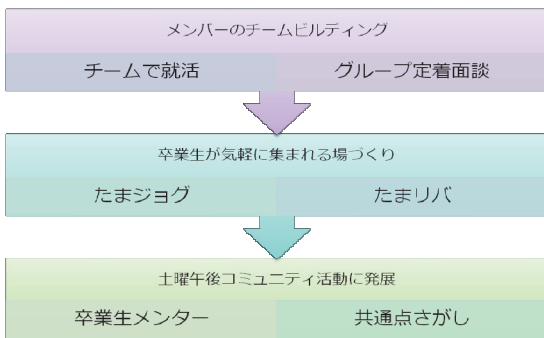 メンバーのチームビルディング
チームで就活
グループ定着面談
卒業生が気軽に集まれる場づくり
たまジョグ
たまリバ
土曜午後コミュニティ活動に発展
卒業生メンター
共通点さがし